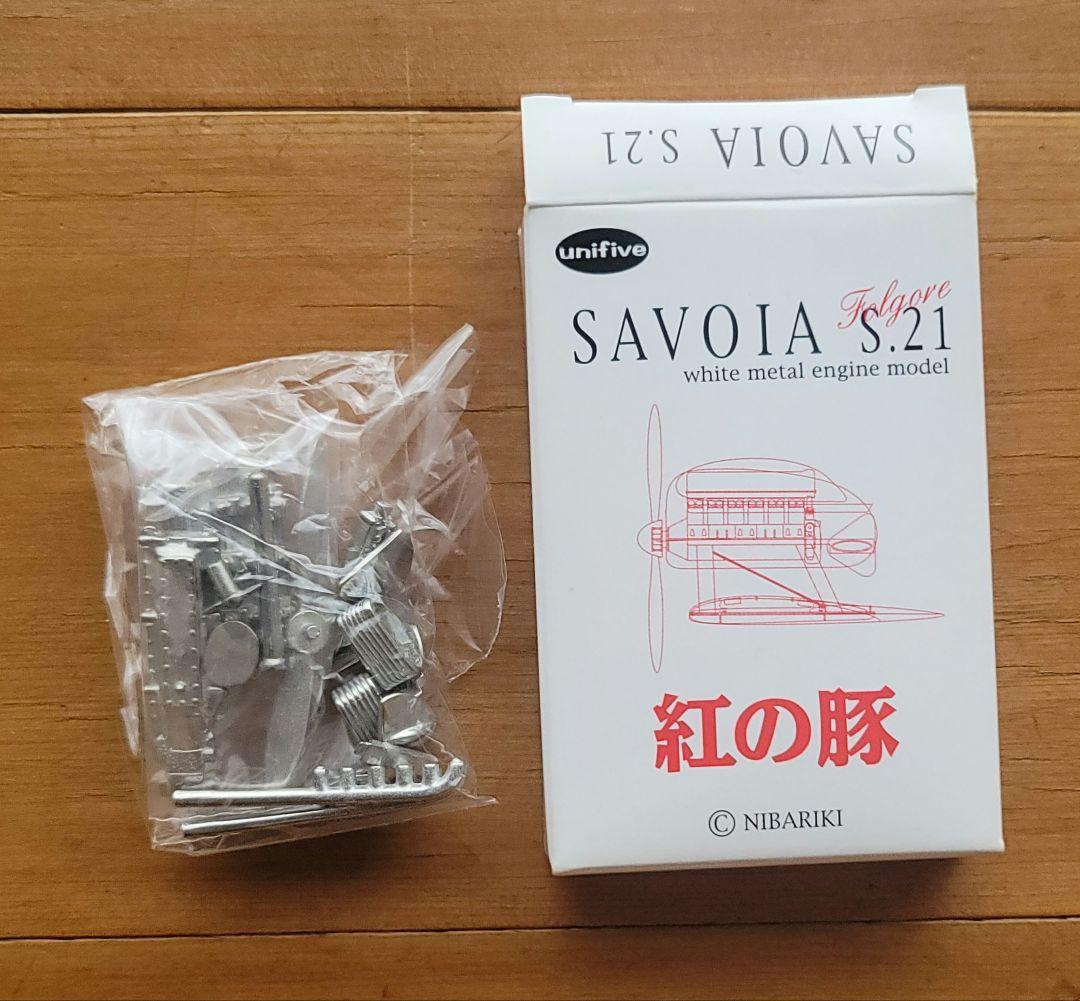 SAVOIA S.21
unifive
Folgore
SAVOIA S.21
white metal engine model
紅の豚
© NIBARIKI